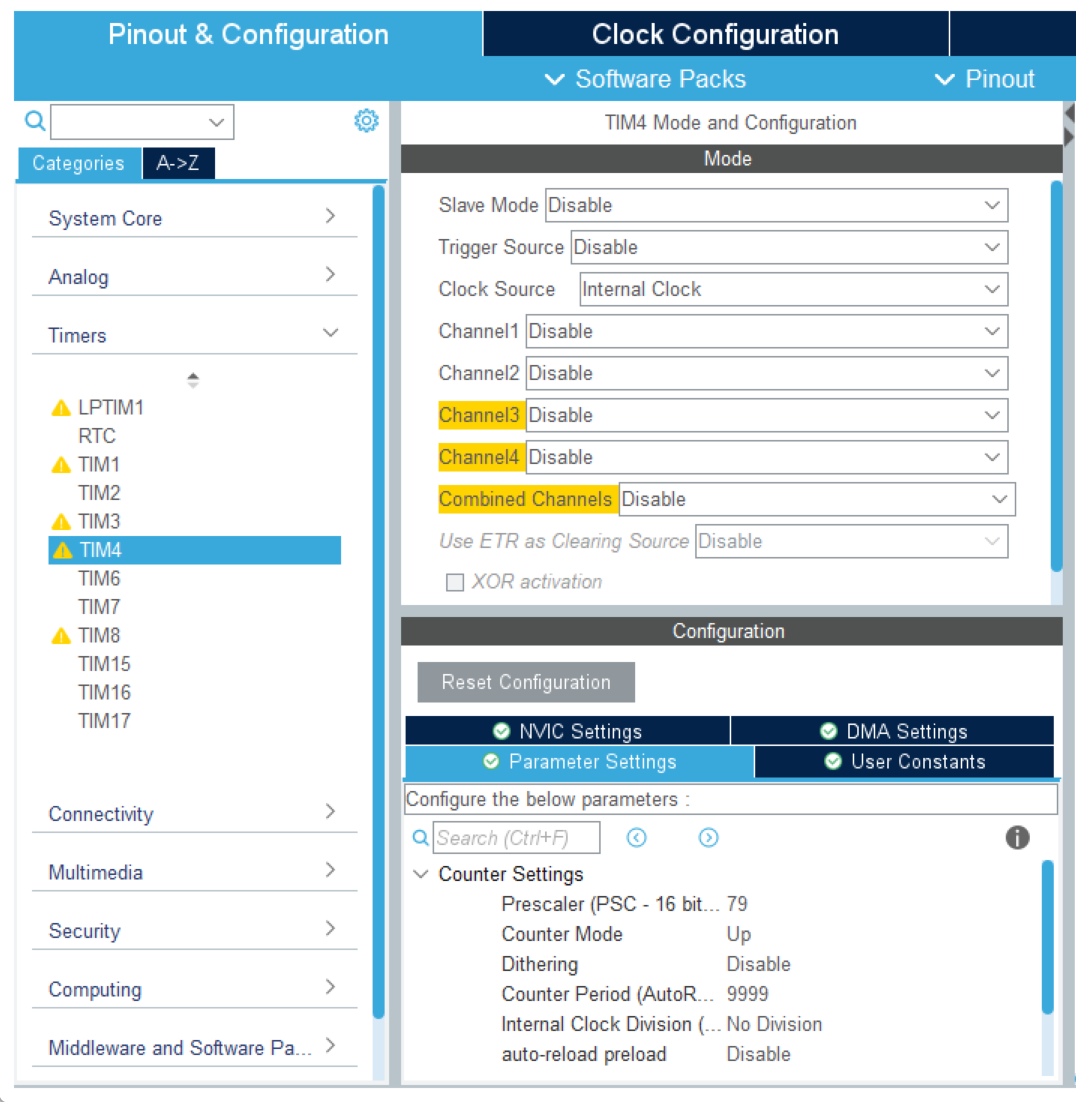 Pinout & Configuration
Clock Configuration
Software Packs
Pinout
Categories
A->Z
System Core
Analog
Timers
LPTIM1
RTC
TIM1
TIM2
TIM3
TIM4
TIM6
TIM7
TIM8
TIM15
TIM16
TIM17
Connectivity
Multimedia
Security
Computing
Middleware and Software Pa...
TIM4 Mode and Configuration
Mode
Slave Mode Disable
Trigger Source Disable
Clock Source Internal Clock
Channel1 Disable
Channel2 Disable
Channel3 Disable
Channel4 Disable
Combined Channels Disable
Use ETR as Clearing Source Disable
XOR activation
Configuration
Reset Configuration
NVIC Settings
DMA Settings
Parameter Settings
User Constants
Configure the below parameters :
Search (Ctrl+F)
Counter Settings
Prescaler (PSC - 16 bit... 79
Counter Mode Up
Dithering Disable
Counter Period (AutoR... 9999
Internal Clock Division (... No Division
auto-reload preload Disable